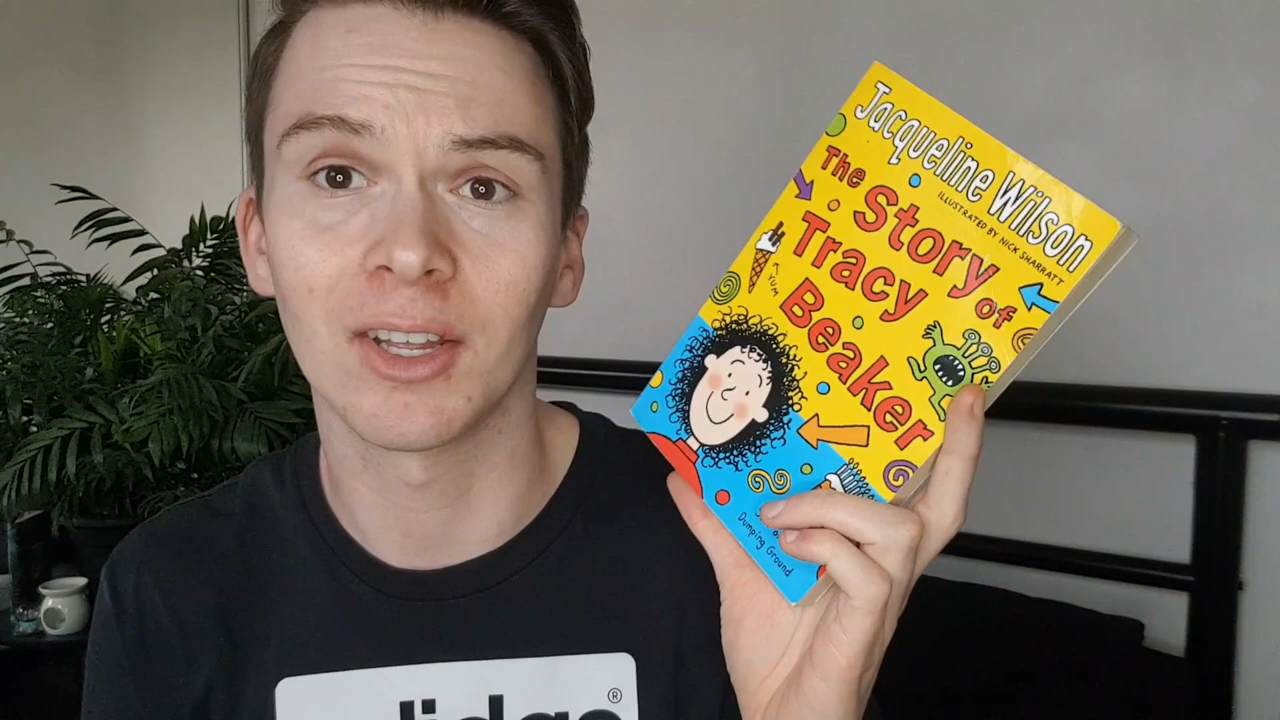 Jacqueline Wilson
ILLUSTRATED BY NICK SHARRATT
The
Story of
Tracy
Beaker
YUM
Dumping Ground
®